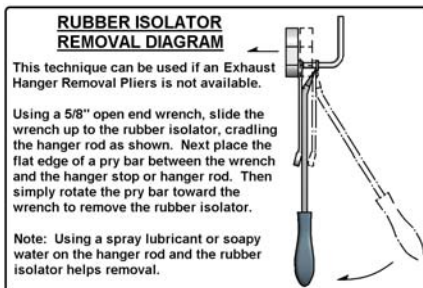 RUBBER ISOLATOR
REMOVAL DIAGRAM
This technique can be used if an Exhaust
Hanger Removal Pliers is not available.
Using a 5/8" open end wrench, slide the
wrench up to the rubber isolator, cradling
the hanger rod as shown. Next place the
flat edge of a pry bar between the wrench
and the hanger stop or hanger rod. Then
simply rotate the pry bar toward the
wrench to remove the rubber isolator.
Note: Using a spray lubricant or soapy
water on the hanger rod and the rubber
isolator helps removal.